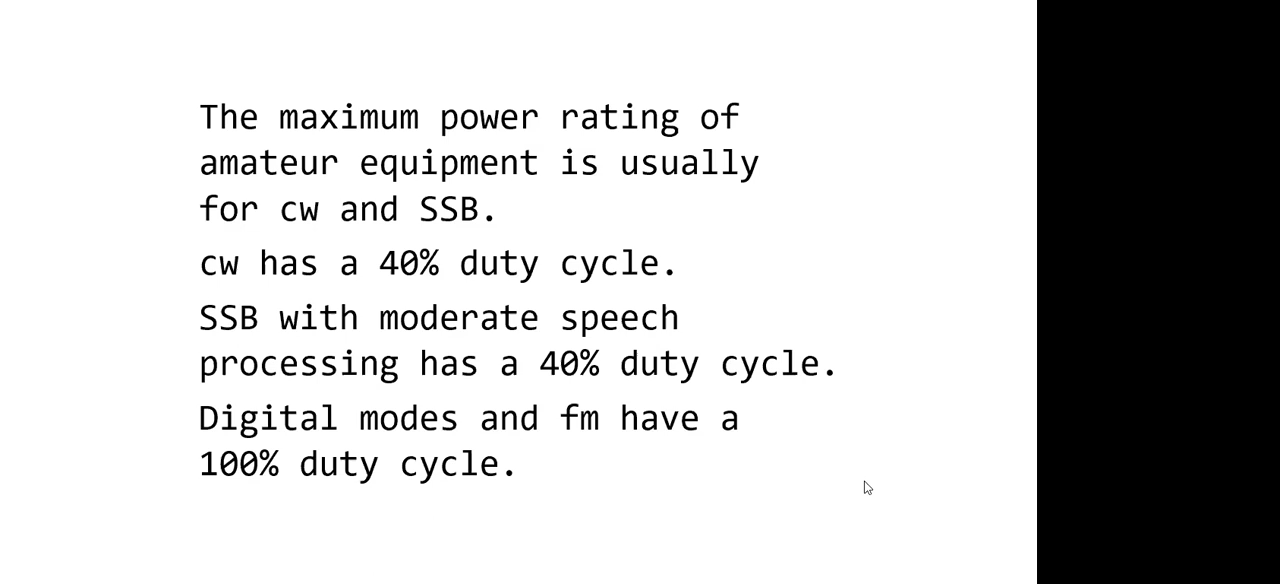 The maximum power rating of
amateur equipment is usually
for cw and SSB.
cw has a 40% duty cycle.
SSB with moderate speech
processing has a 40% duty cycle.
Digital modes and fm have a
100% duty cycle.